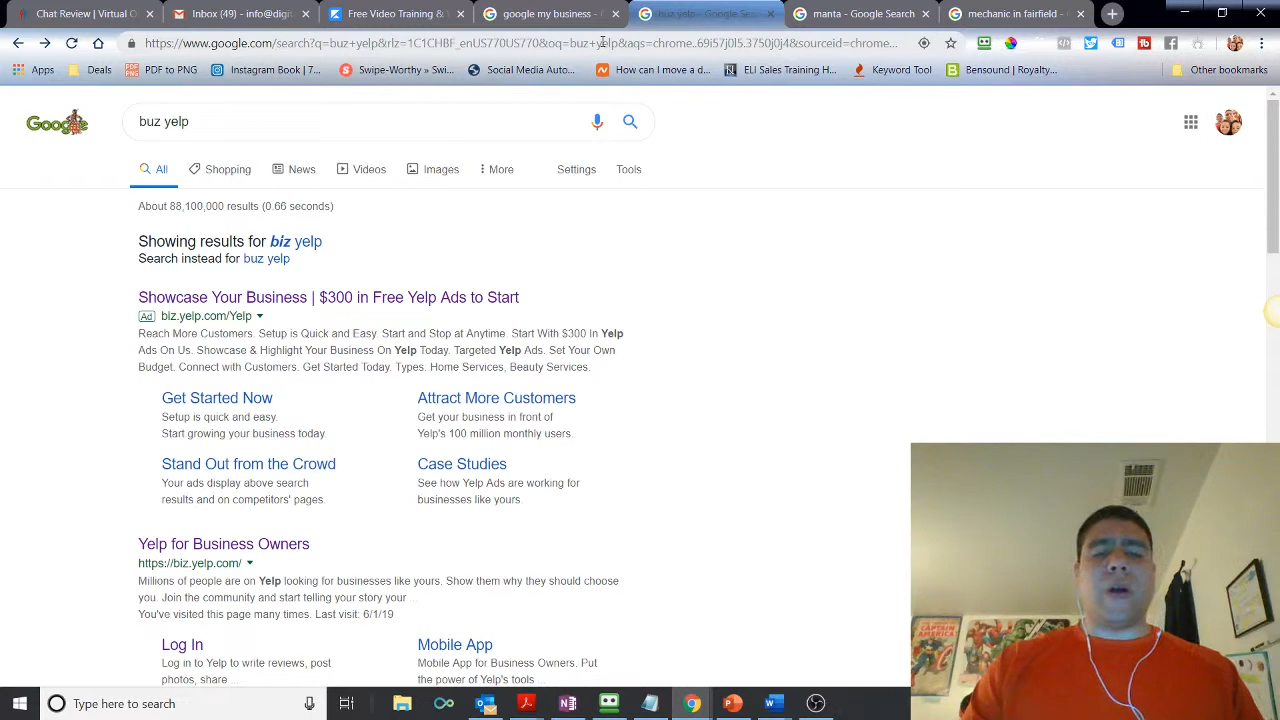 Chat Review | Virtual O
Inbox (49) - info@digit
Free Video Training & V
google my business - G
bua yelp - Google Sea
manta - Google Search
mechanic in fairfield - G
https://www.google.com/search?q=buz+yelp&rlz=1C1CHBF_enUS770US770&oq=buz+yelp&aqs=chrome..69i57j0l5.3750j0j4&sourceid=chrome...
Apps
Deals
PDF to PNG
Instagram Book | 7...
Swipe-Worthy » Swi...
Social Media Auto...
How can I move a d...
ELI Sales Training H...
Keyword Tool
Bensound | Royalty...
Other bookmarks
Google
buz yelp
All
Shopping
News
Videos
Images
More
Settings
Tools
About 88,100,000 results (0.66 seconds)
Showing results for biz yelp
Search instead for buz yelp
Showcase Your Business | $300 in Free Yelp Ads to Start
Ad biz.yelp.com/Yelp
Reach More Customers. Setup is Quick and Easy. Start and Stop at Anytime. Start With $300 In Yelp
Ads On Us. Showcase & Highlight Your Business On Yelp Today. Targeted Yelp Ads. Set Your Own
Budget. Connect with Customers. Get Started Today. Types. Home Services, Beauty Services.
Get Started Now
Setup is quick and easy.
Start growing your business today.
Attract More Customers
Get your business in front of
Yelp's 100 million monthly users
Stand Out from the Crowd
Your ads display above search
results and on competitors' pages.
Case Studies
See how Yelp Ads are working for
businesses like yours.
Yelp for Business Owners
https://biz.yelp.com/
Millions of people are on Yelp looking for businesses like yours. Show them why they should choose
you. Join the community and start telling your story your ...
You've visited this page many times. Last visit: 6/1/19
Log In
Log in to Yelp to write reviews, post
photos, share ...
Mobile App
Mobile App for Business Owners. Put
the power of Yelp's tools ...
CAPTAIN
AMERICA
Type here to search